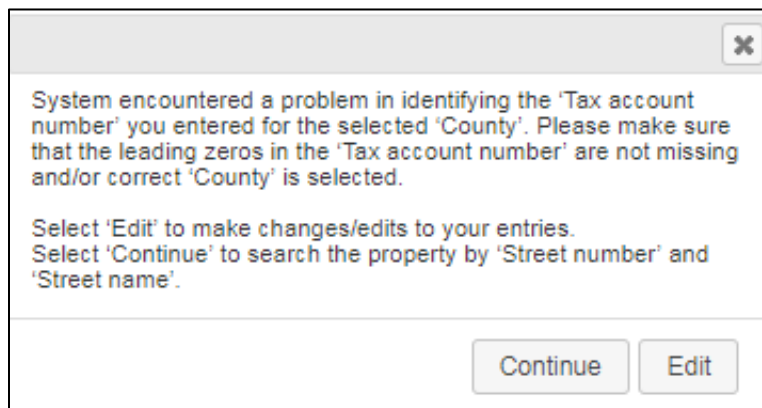 System encountered a problem in identifying the ‘Tax account
number’ you entered for the selected ‘County’. Please make sure
that the leading zeros in the ‘Tax account number’ are not missing
and/or correct ‘County’ is selected.
Select ‘Edit’ to make changes/edits to your entries.
Select ‘Continue’ to search the property by ‘Street number’ and
‘Street name’.
Continue Edit